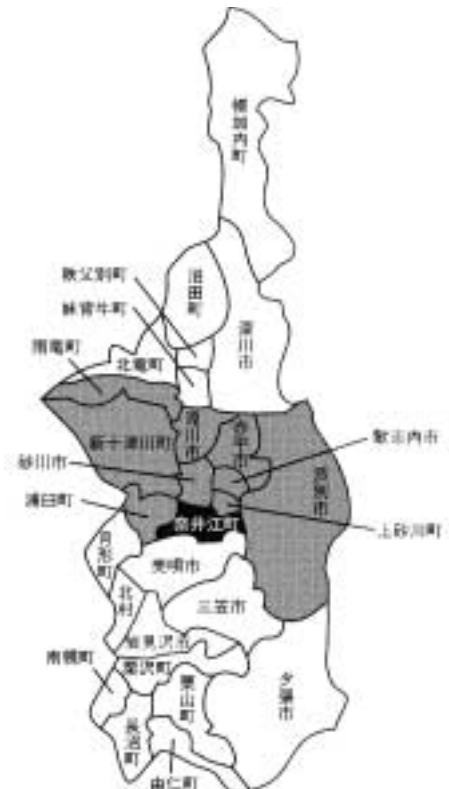 幌加内町
秩父別町
沼田町
妹背牛町
深川市
雨竜町
北竜町
滝川市
赤平市
新十津川町
歌志内市
砂川市
芦別市
浦臼町
奈井江町
上砂川町
月形町
美唄市
北村
三笠市
岩見沢市
南幌町
栗沢町
夕張市
栗山町
長沼町
由仁町